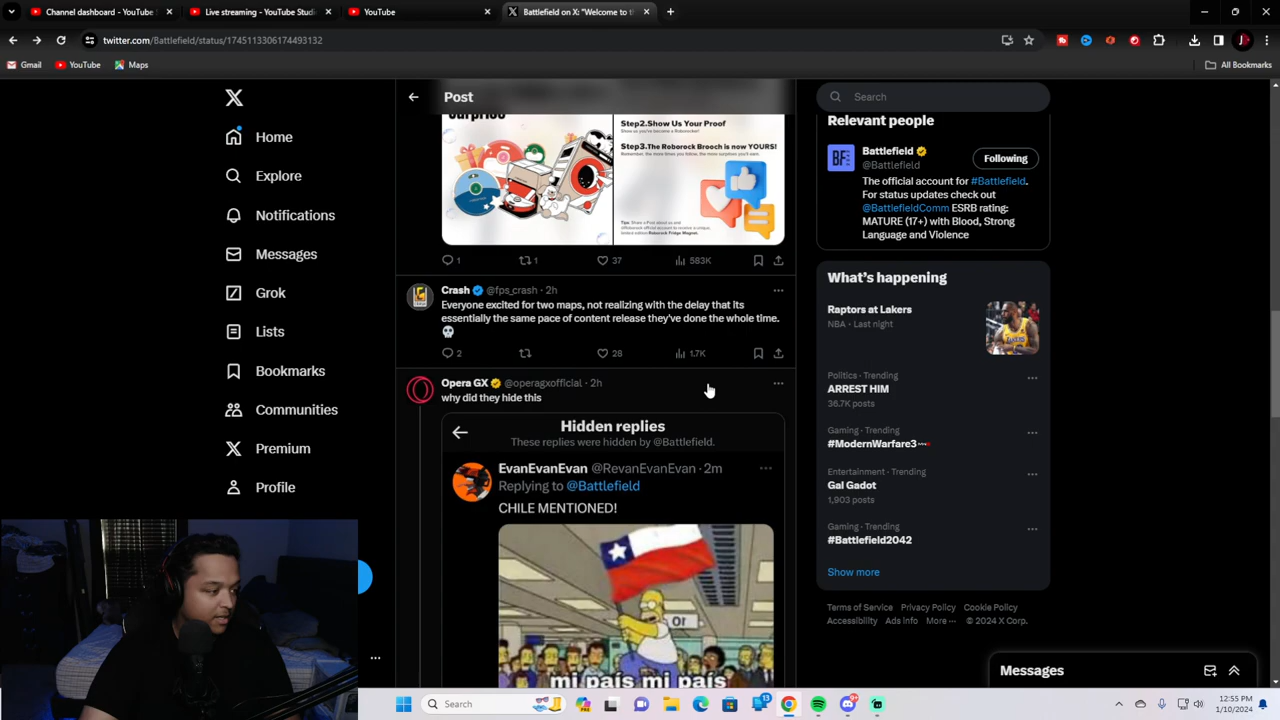 Channel dashboard - YouTube
Live streaming - YouTube Studi
YouTube
Battlefield on X: "Welcome to th
twitter.com/Battlefield/status/1745113306174493132
Gmail
YouTube
Maps
All Bookmarks
Home
Explore
Notifications
Messages
Grok
Lists
Bookmarks
Communities
Premium
Profile
Post
surprise
Step2.Show Us Your Proof
Step3.The Roborock Brooch is now YOURS!
1
1
37
583K
Crash @fps_crash · 2h
Everyone excited for two maps, not realizing with the delay that its
essentially the same pace of content release they've done the whole time.
💀
2
28
1.7K
Opera GX @operagxofficial · 2h
why did they hide this
Hidden replies
These replies were hidden by @Battlefield.
EvanEvanEvan @RevanEvanEvan · 2m
Replying to @Battlefield
CHILE MENTIONED!
or
mi país mi país
Search
Relevant people
Battlefield
@Battlefield
Following
The official account for #Battlefield.
For status updates check out
@BattlefieldComm ESRB rating:
MATURE (17+) with Blood, Strong
Language and Violence
What's happening
Raptors at Lakers
NBA · Last night
Politics · Trending
ARREST HIM
36.7K posts
Gaming · Trending
#ModernWarfare3
Entertainment · Trending
Gal Gadot
1,903 posts
Gaming · Trending
#Battlefield2042
Show more
Terms of Service Privacy Policy Cookie Policy
Accessibility Ads info More ··· © 2024 X Corp.
Messages
Search
13
12:55 PM
1/10/2024